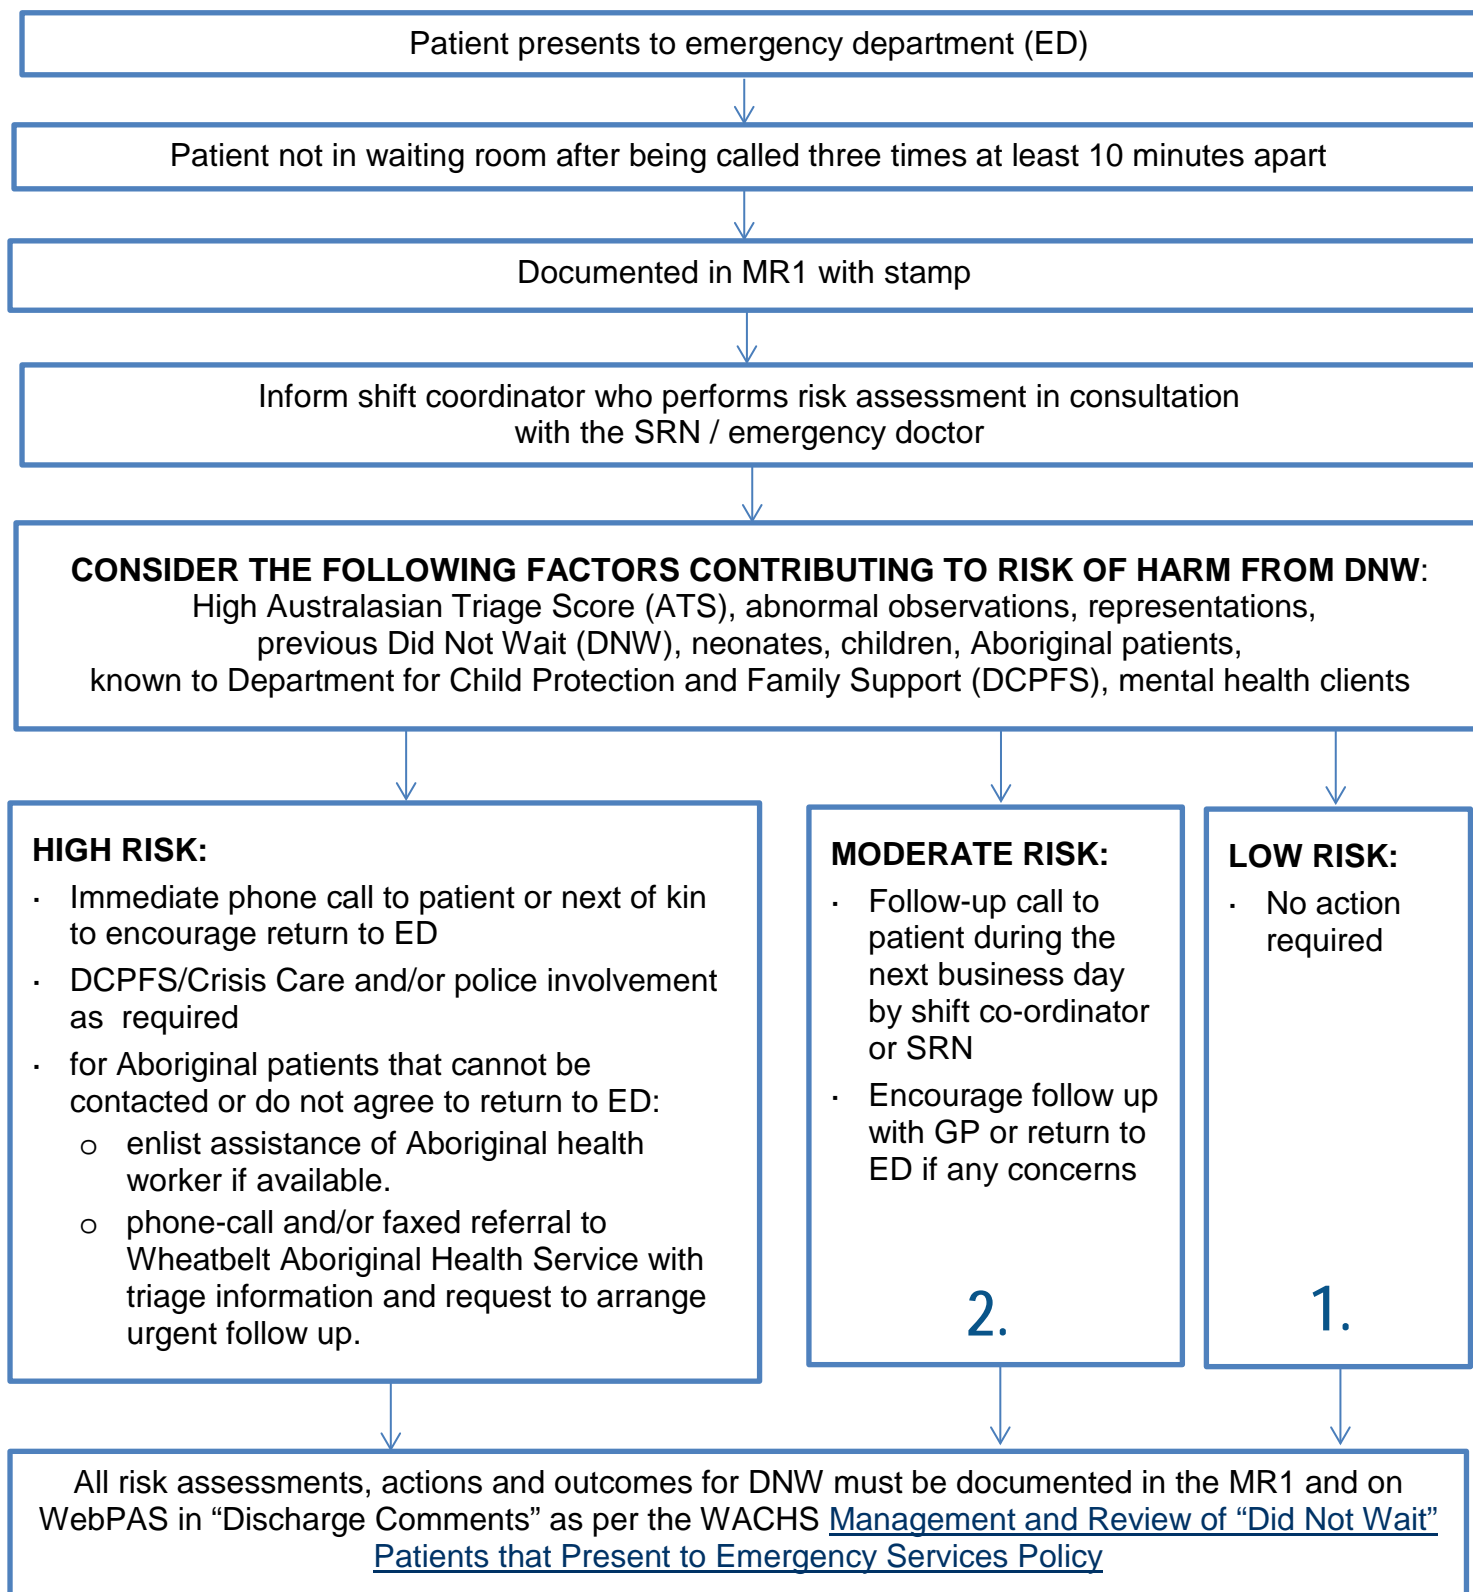 Patient presents to emergency department (ED)
Patient not in waiting room after being called three times at least 10 minutes apart
Documented in MR1 with stamp
Inform shift coordinator who performs risk assessment in consultation
with the SRN / emergency doctor
CONSIDER THE FOLLOWING FACTORS CONTRIBUTING TO RISK OF HARM FROM DNW:
High Australasian Triage Score (ATS), abnormal observations, representations,
previous Did Not Wait (DNW), neonates, children, Aboriginal patients,
known to Department for Child Protection and Family Support (DCPFS), mental health clients
HIGH RISK:
· Immediate phone call to patient or next of kin
to encourage return to ED
· DCPFS/Crisis Care and/or police involvement
as required
· for Aboriginal patients that cannot be
contacted or do not agree to return to ED:
o enlist assistance of Aboriginal health
worker if available.
o phone-call and/or faxed referral to
Wheatbelt Aboriginal Health Service with
triage information and request to arrange
urgent follow up.
MODERATE RISK:
· Follow-up call to
patient during the
next business day
by shift co-ordinator
or SRN
· Encourage follow up
with GP or return to
ED if any concerns
2.
LOW RISK:
· No action
required
1.
All risk assessments, actions and outcomes for DNW must be documented in the MR1 and on
WebPAS in “Discharge Comments” as per the WACHS Management and Review of “Did Not Wait”
Patients that Present to Emergency Services Policy